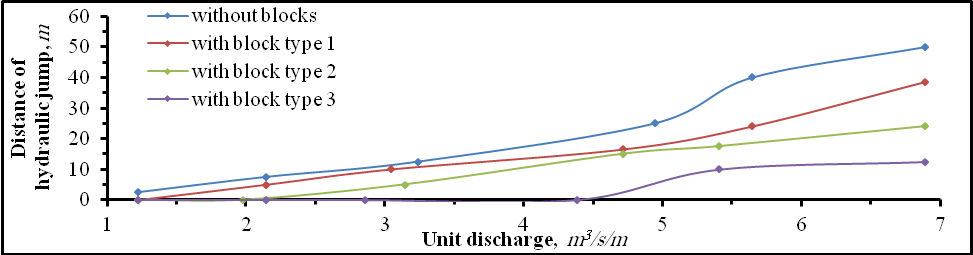 Distance of
hydraulic jump, m
60
50
40
30
20
10
0
without blocks
with block type 1
with block type 2
with block type 3
1 2 3 4 5 6 7
Unit discharge, m³/s/m